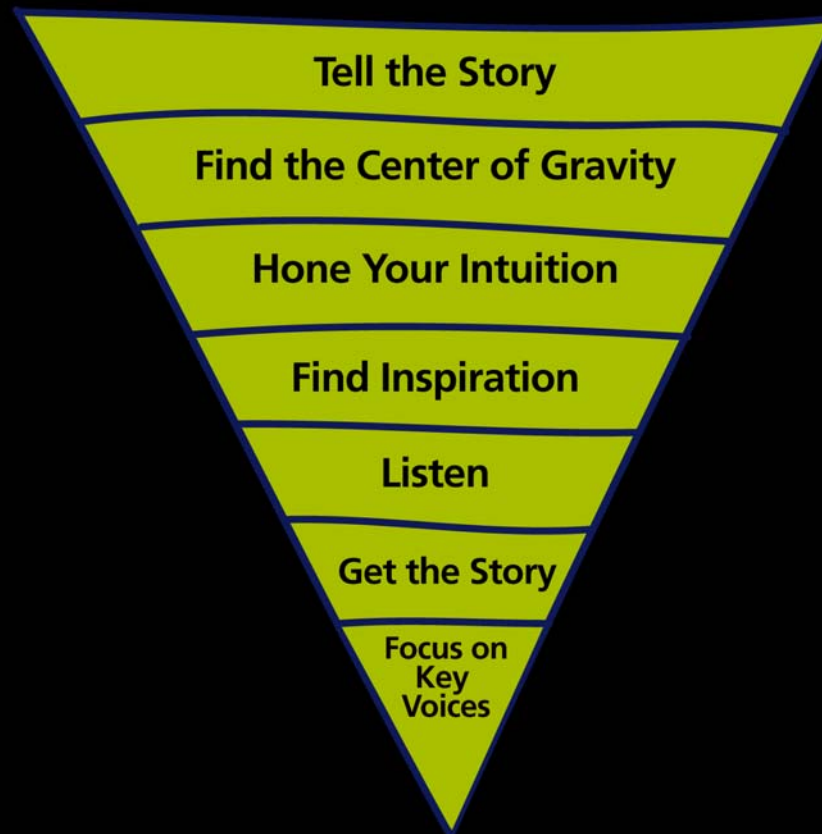 Tell the Story
Find the Center of Gravity
Hone Your Intuition
Find Inspiration
Listen
Get the Story
Focus on
Key
Voices